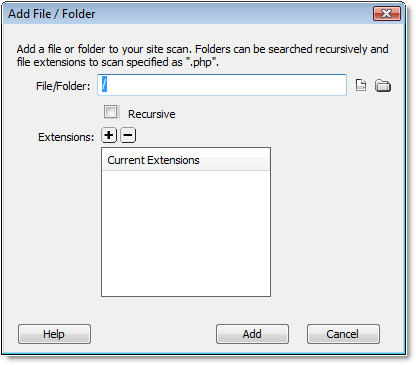 Add File / Folder
Add a file or folder to your site scan. Folders can be searched recursively and
file extensions to scan specified as ".php".
File/Folder: /
Recursive
Extensions:
Current Extensions
Help Add Cancel